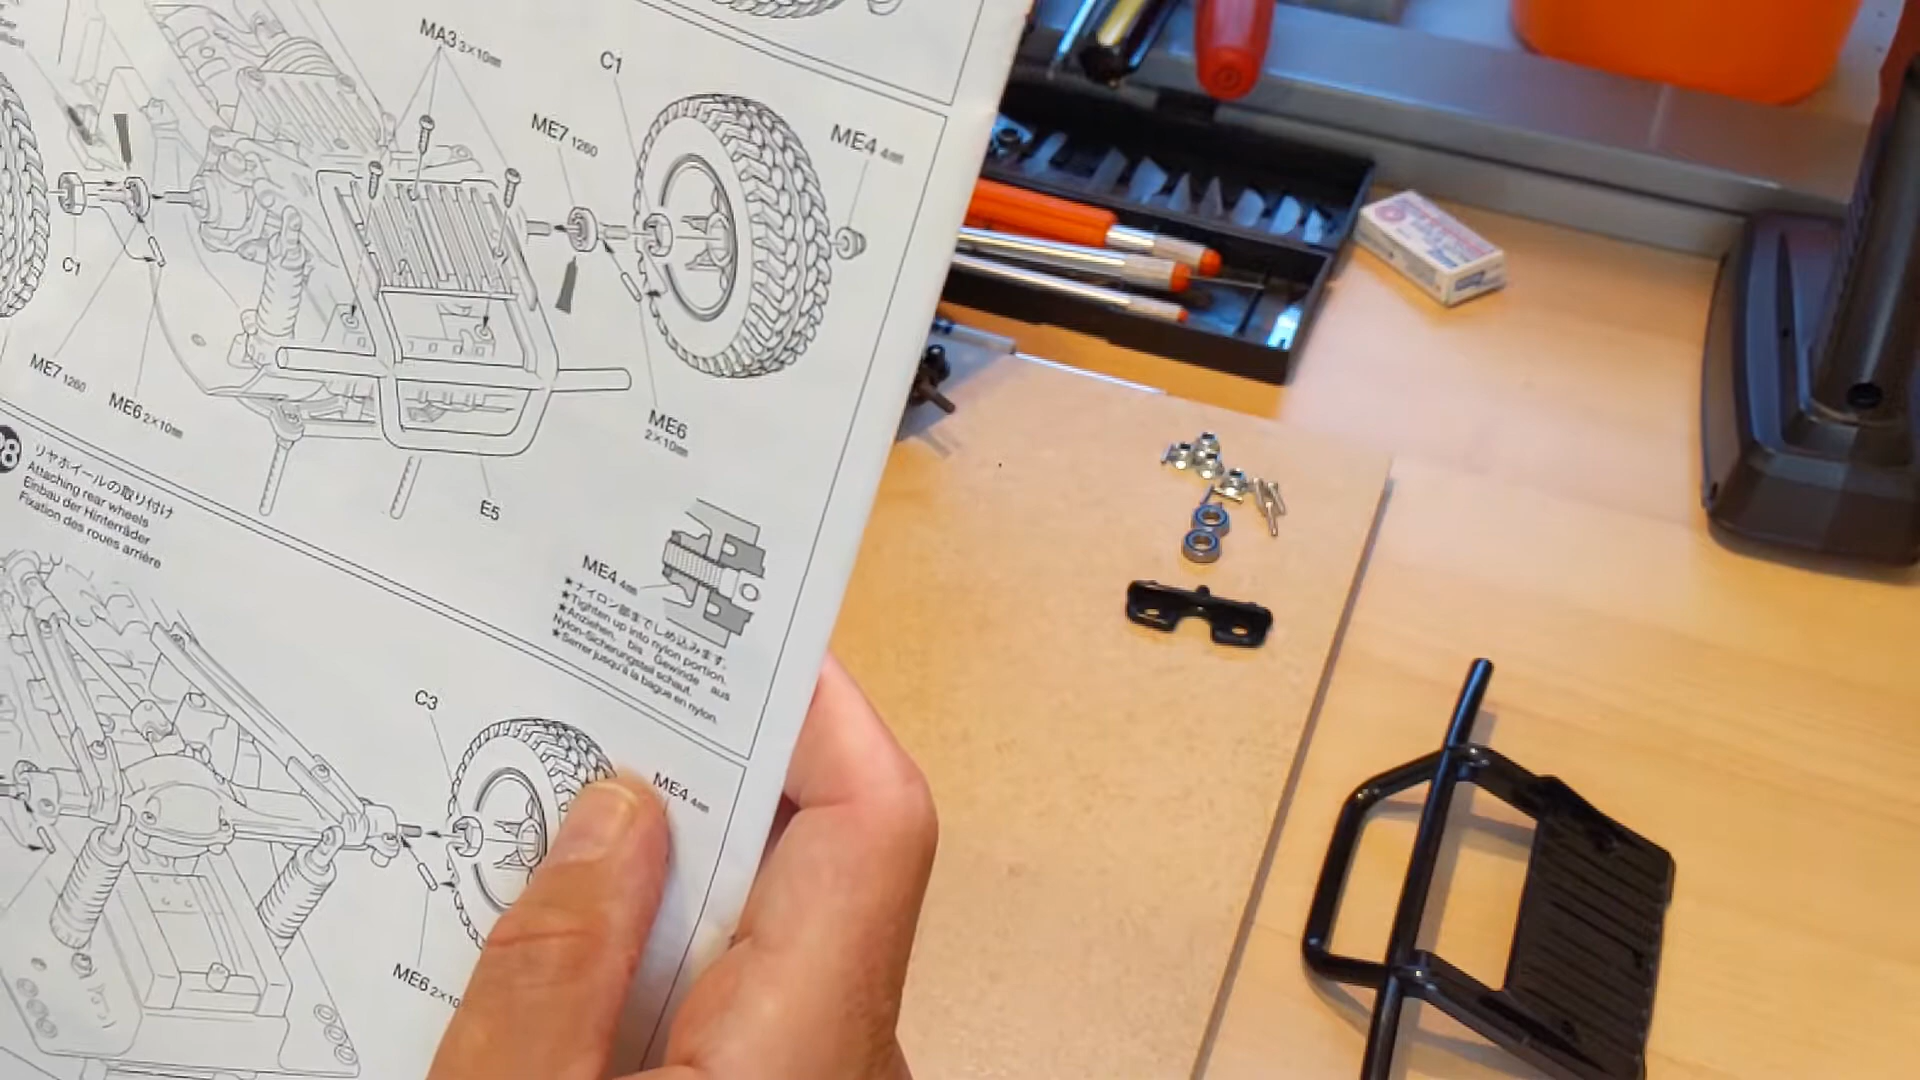 MA3 3×10㎜
C1
ME7 1260
ME4 4㎜
C1
ME7 1260
ME6 2×10㎜
ME6
2×10㎜
E5
リヤホイールの取り付け
Attaching rear wheels
Einbau der Hinterräder
Fixation des roues arrière
ME4 4㎜
★ナイロン部までしめ込みます。
★Tighten up into nylon portion.
★Anziehen, bis Gewinde aus
Nylon-Sicherungsteil schaut.
★Serrer jusqu'à la bague en nylon.
C3
ME4 4㎜
ME6 2×10